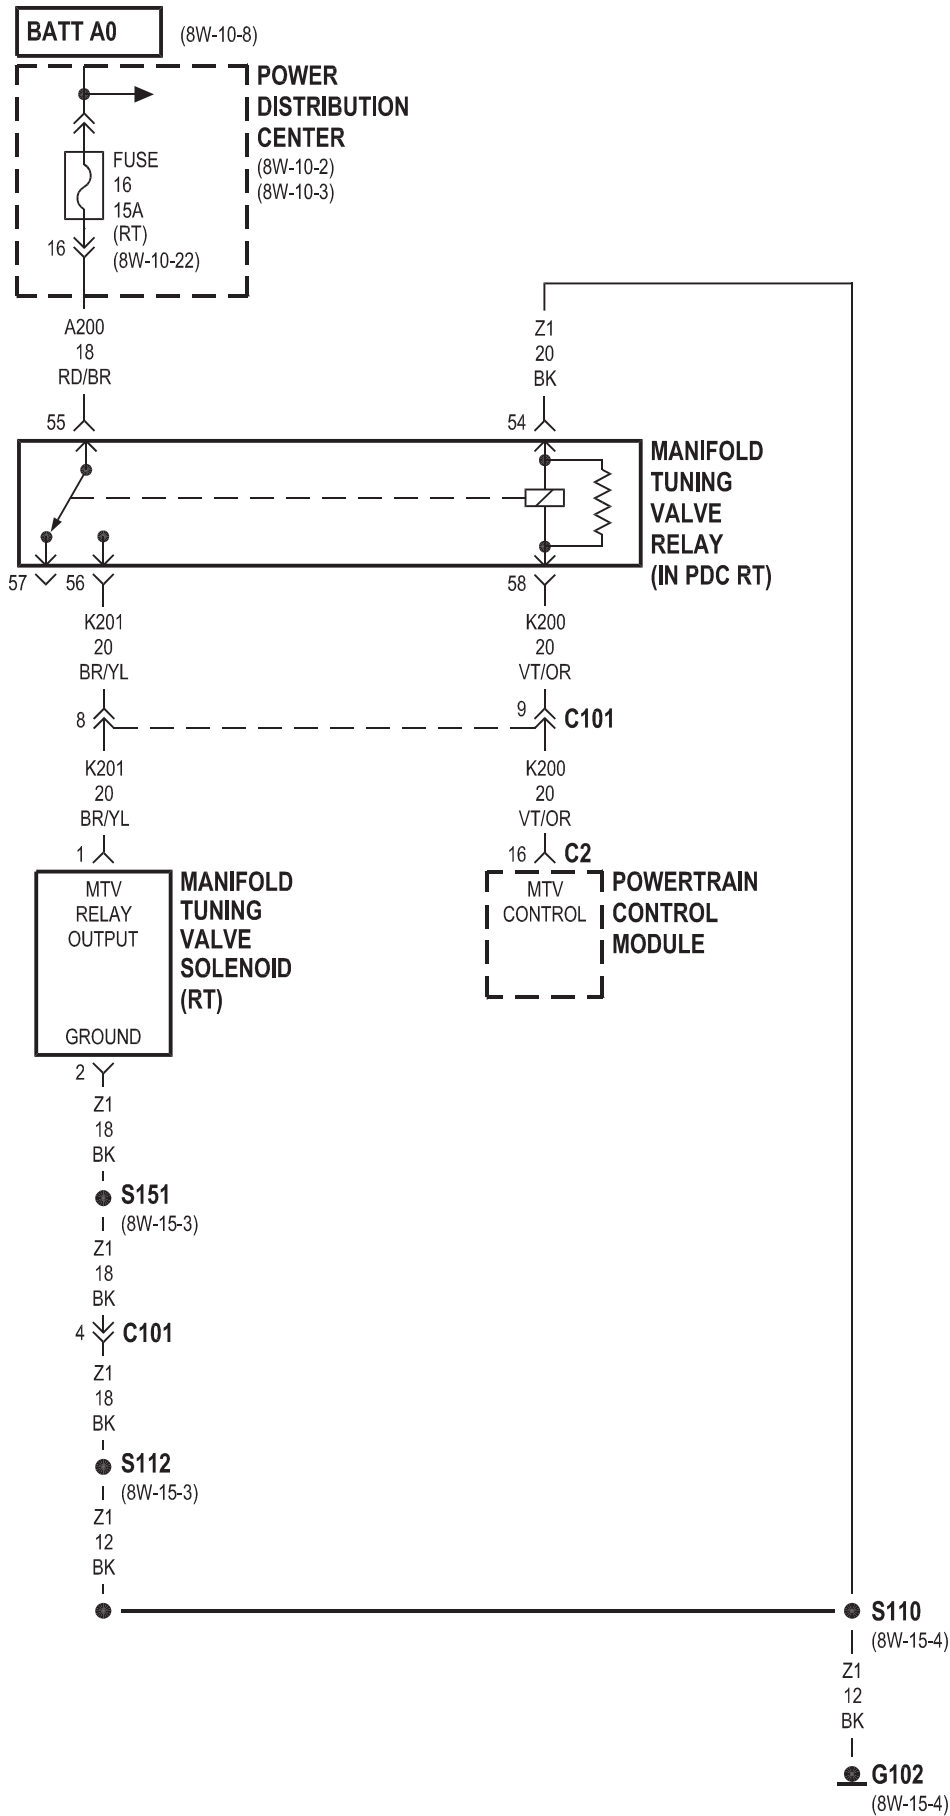 BATT A0
(8W-10-8)
POWER
DISTRIBUTION
CENTER
(8W-10-2)
(8W-10-3)
FUSE
16
15A
(RT)
(8W-10-22)
16
A200
18
RD/BR
55
Z1
20
BK
54
MANIFOLD
TUNING
VALVE
RELAY
(IN PDC RT)
57
56
58
K201
20
BR/YL
K200
20
VT/OR
8
9
C101
K201
20
BR/YL
K200
20
VT/OR
1
16
C2
MTV
RELAY
OUTPUT
GROUND
MANIFOLD
TUNING
VALVE
SOLENOID
(RT)
MTV
CONTROL
POWERTRAIN
CONTROL
MODULE
2
Z1
18
BK
S151
(8W-15-3)
Z1
18
BK
4
C101
Z1
18
BK
S112
(8W-15-3)
Z1
12
BK
S110
(8W-15-4)
Z1
12
BK
G102
(8W-15-4)